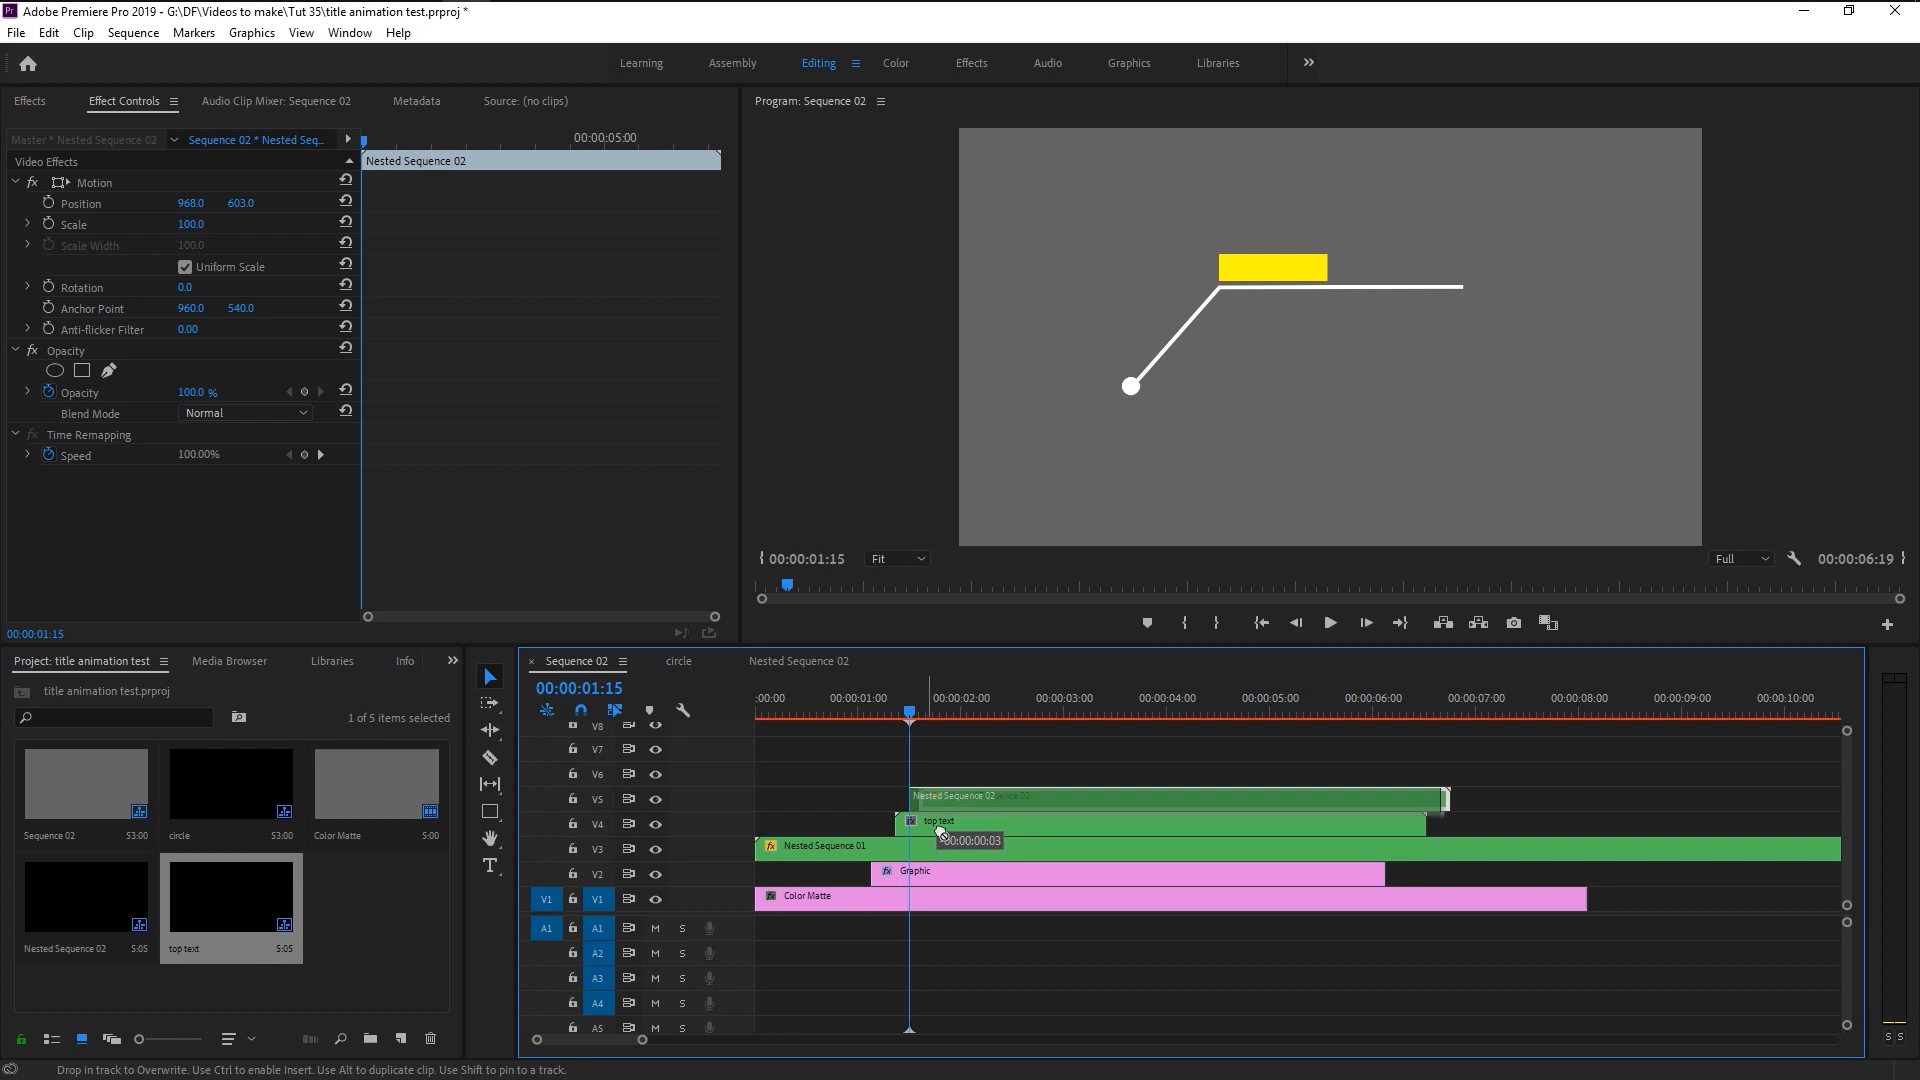 Adobe Premiere Pro 2019 - G:\DF\Videos to make\Tut 35\title animation test.prproj *
File Edit Clip Sequence Markers Graphics View Window Help
Learning Assembly Editing Color Effects Audio Graphics Libraries
Effects Effect Controls Audio Clip Mixer: Sequence 02 Metadata Source: (no clips)
Program: Sequence 02
Master * Nested Sequence 02 Sequence 02 * Nested Seq... 00:00:05:00
Video Effects Nested Sequence 02
fx Motion
Position 968.0 603.0
Scale 100.0
Scale Width 100.0
Uniform Scale
Rotation 0.0
Anchor Point 960.0 540.0
Anti-flicker Filter 0.00
fx Opacity
Opacity 100.0 %
Blend Mode Normal
fx Time Remapping
Speed 100.00%
00:00:01:15
00:00:01:15 Fit Full 00:00:06:19
Project: title animation test Media Browser Libraries Info
title animation test.prproj
1 of 5 items selected
Sequence 02 53:00 circle 53:00 Color Matte 5:00
Nested Sequence 02 5:05 top text 5:05
Sequence 02 circle Nested Sequence 02
00:00:01:15
:00:00 00:00:01:00 00:00:02:00 00:00:03:00 00:00:04:00 00:00:05:00 00:00:06:00 00:00:07:00 00:00:08:00 00:00:09:00 00:00:10:00
V8
V7
V6
V5 Nested Sequence 02
V4 fx top text
-00:00:00:03
V3 fx Nested Sequence 01
V2 fx Graphic
V1 V1 fx Color Matte
A1 A1 M S
A2 M S
A3 M S
A4 M S
A5 M S
S S
Drop in track to Overwrite. Use Ctrl to enable Insert. Use Alt to duplicate clip. Use Shift to pin to a track.